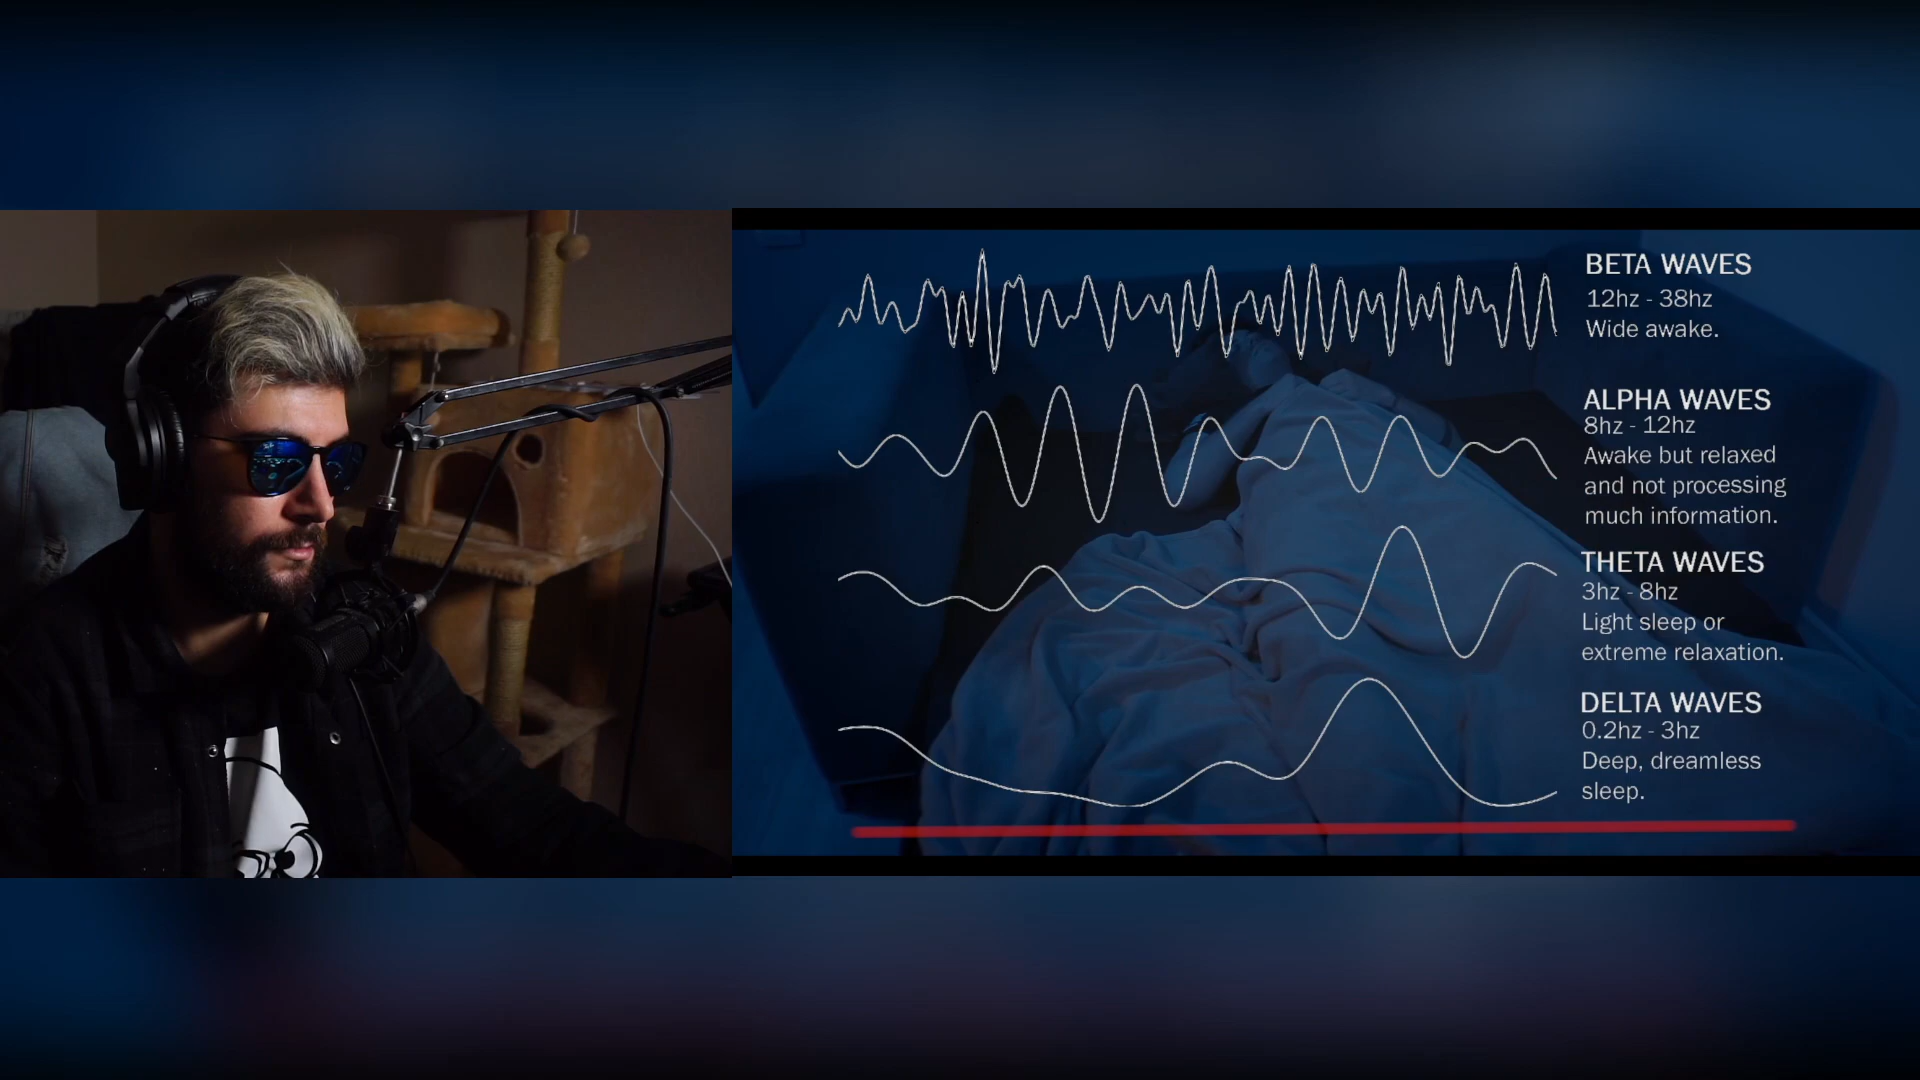 BETA WAVES
12hz - 38hz
Wide awake.
ALPHA WAVES
8hz - 12hz
Awake but relaxed
and not processing
much information.
THETA WAVES
3hz - 8hz
Light sleep or
extreme relaxation.
DELTA WAVES
0.2hz - 3hz
Deep, dreamless
sleep.